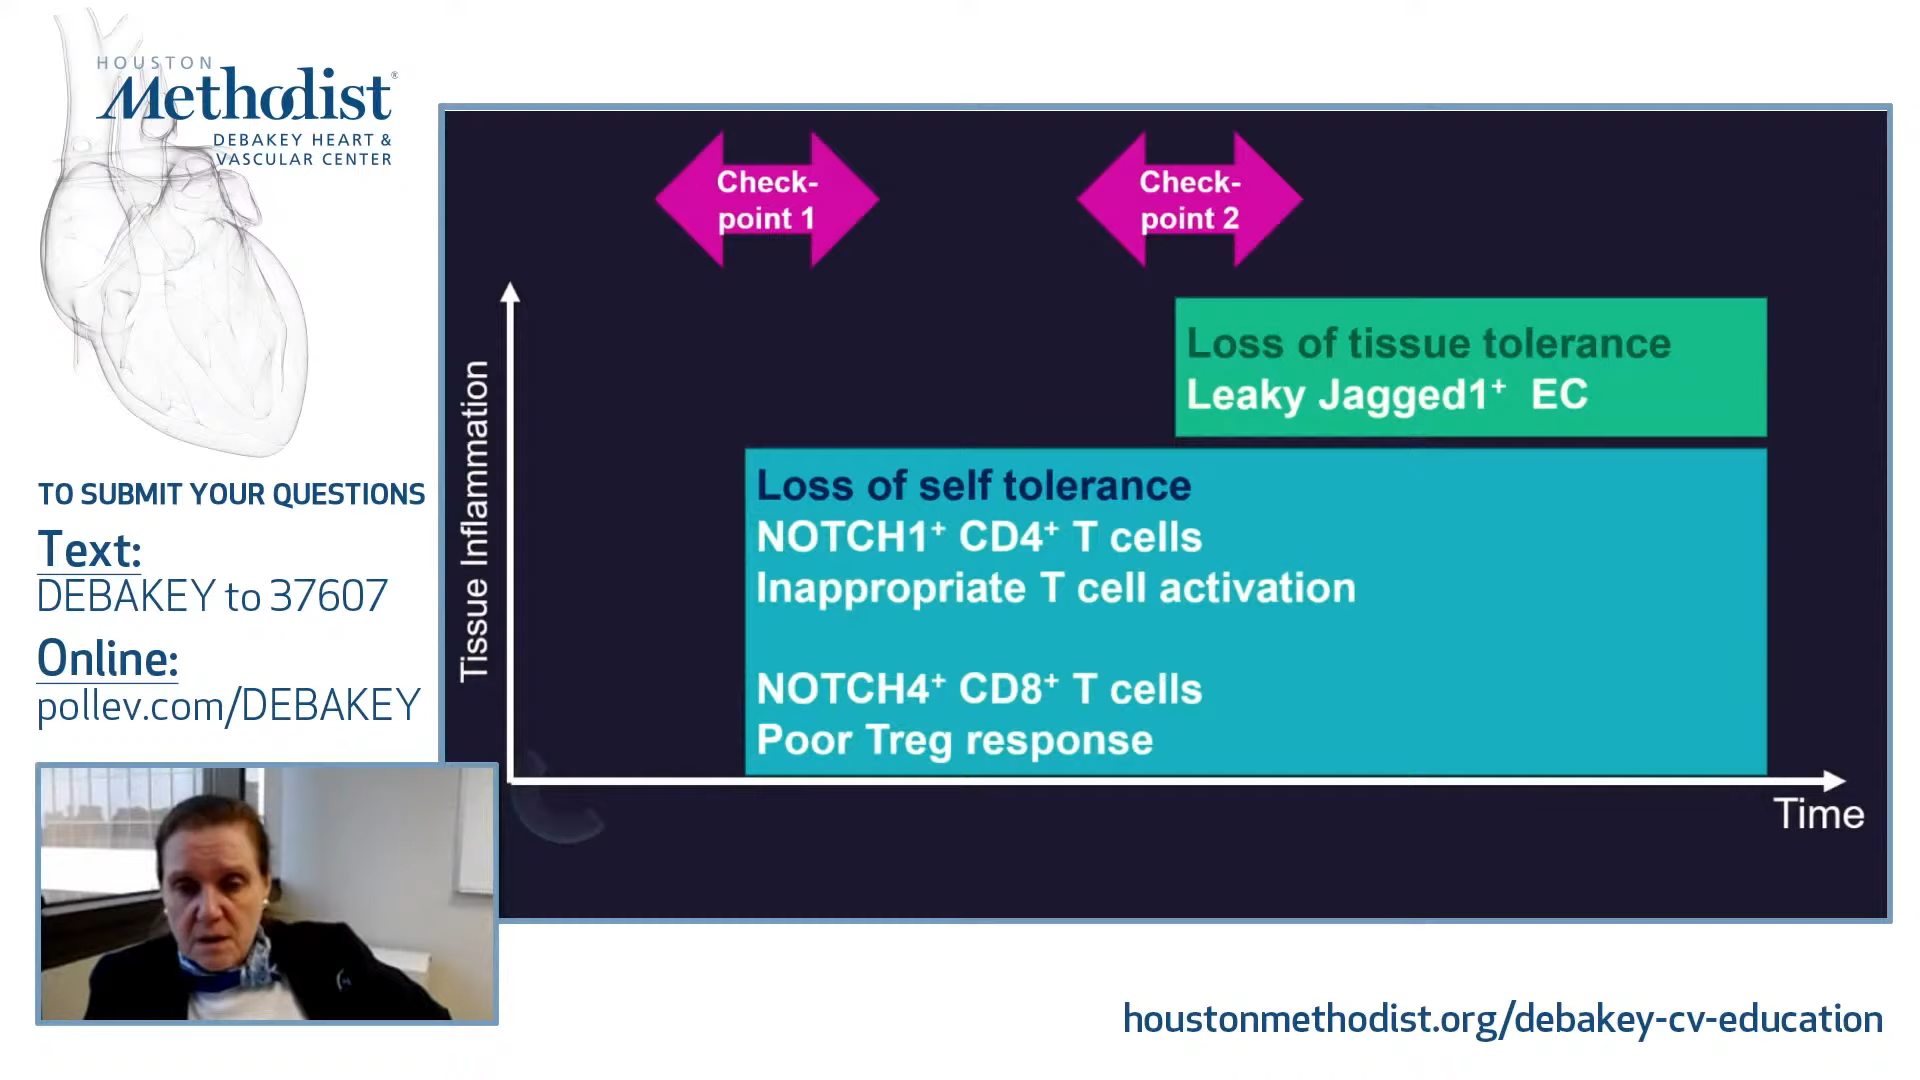 HOUSTON
Methodist®
DEBAKEY HEART &
VASCULAR CENTER
TO SUBMIT YOUR QUESTIONS
Text:
DEBAKEY to 37607
Online:
pollev.com/DEBAKEY
Check-
point 1
Check-
point 2
Tissue Inflammation
Loss of tissue tolerance
Leaky Jagged1⁺ EC
Loss of self tolerance
NOTCH1⁺ CD4⁺ T cells
Inappropriate T cell activation
NOTCH4⁺ CD8⁺ T cells
Poor Treg response
Time
houstonmethodist.org/debakey-cv-education